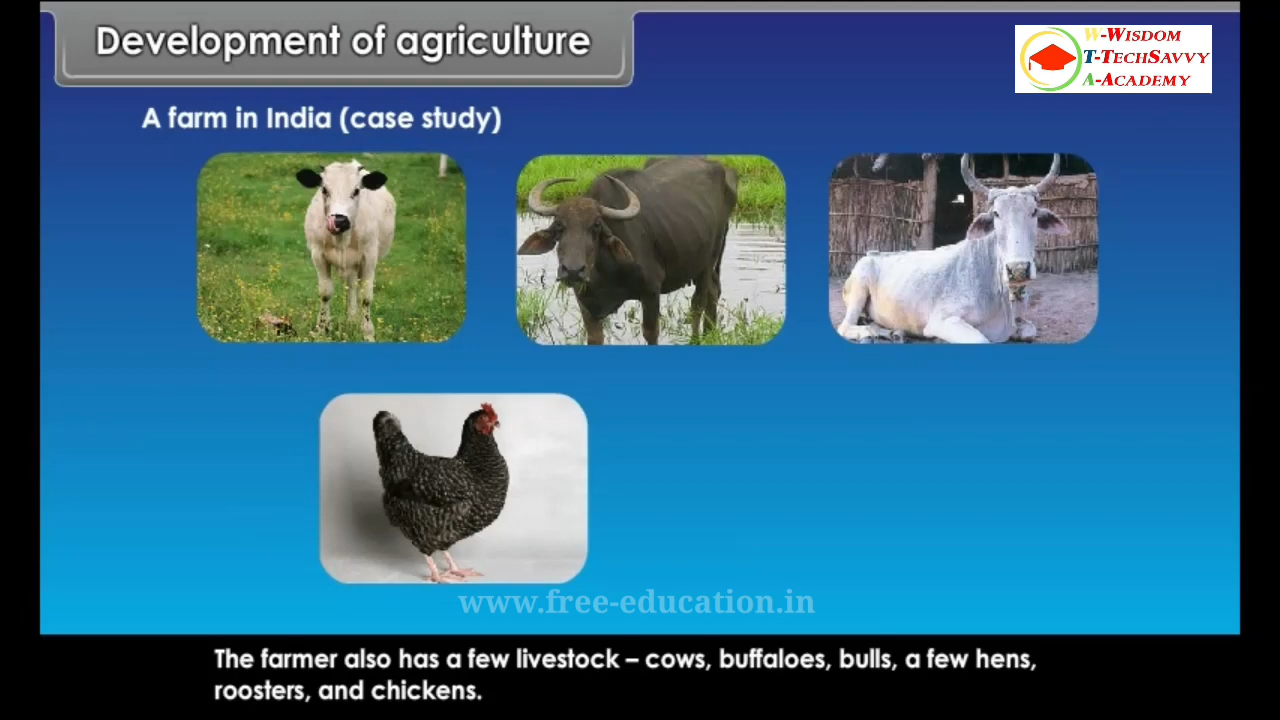 Development of agriculture
W-WISDOM
T-TECHSAVVY
A-ACADEMY
A farm in India (case study)
www.free-education.in
The farmer also has a few livestock – cows, buffaloes, bulls, a few hens,
roosters, and chickens.